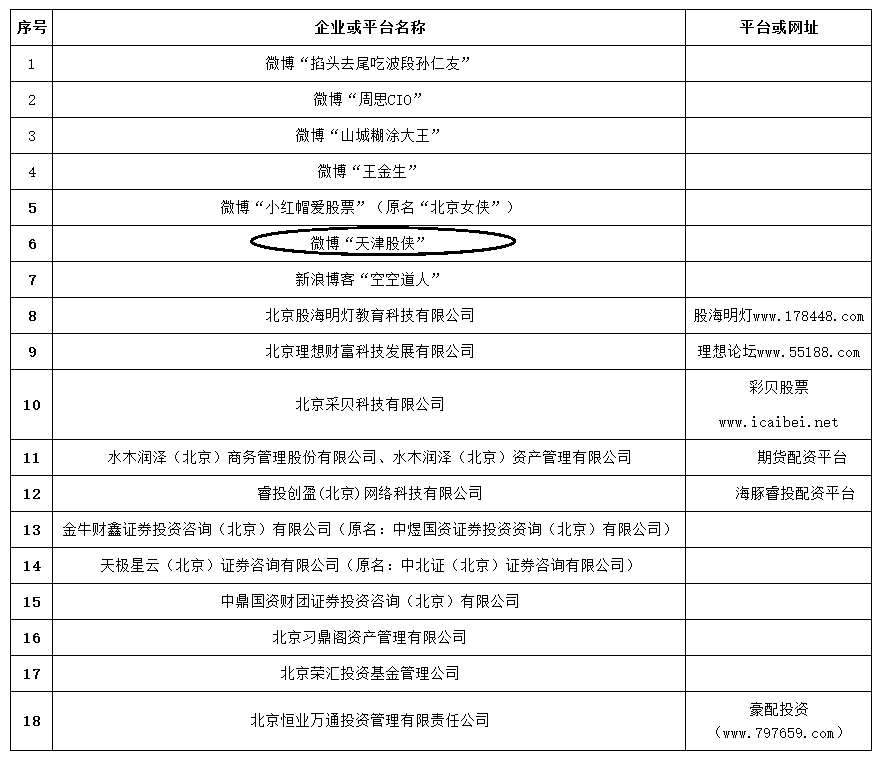 序号 企业或平台名称 平台或网址
1 微博“掐头去尾吃波段孙仁友”
2 微博“周思CIO”
3 微博“山城糊涂大王”
4 微博“王金生”
5 微博“小红帽爱股票”（原名“北京女侠”）
6 微博“天津股侠”
7 新浪博客“空空道人”
8 北京股海明灯教育科技有限公司 股海明灯www.178448.com
9 北京理想财富科技发展有限公司 理想论坛www.55188.com
10 北京采贝科技有限公司 彩贝股票
www.icaibei.net
11 水木润泽（北京）商务管理股份有限公司、水木润泽（北京）资产管理有限公司 期货配资平台
12 睿投创盈(北京)网络科技有限公司 海豚睿投配资平台
13 金牛财鑫证券投资咨询（北京）有限公司（原名：中煜国资证券投资资询（北京）有限公司）
14 天极星云（北京）证券咨询有限公司（原名：中北证（北京）证券咨询有限公司）
15 中鼎国资财团证券投资咨询（北京）有限公司
16 北京习鼎阁资产管理有限公司
17 北京荣汇投资基金管理公司
18 北京恒业万通投资管理有限责任公司 豪配投资
（www.797659.com）